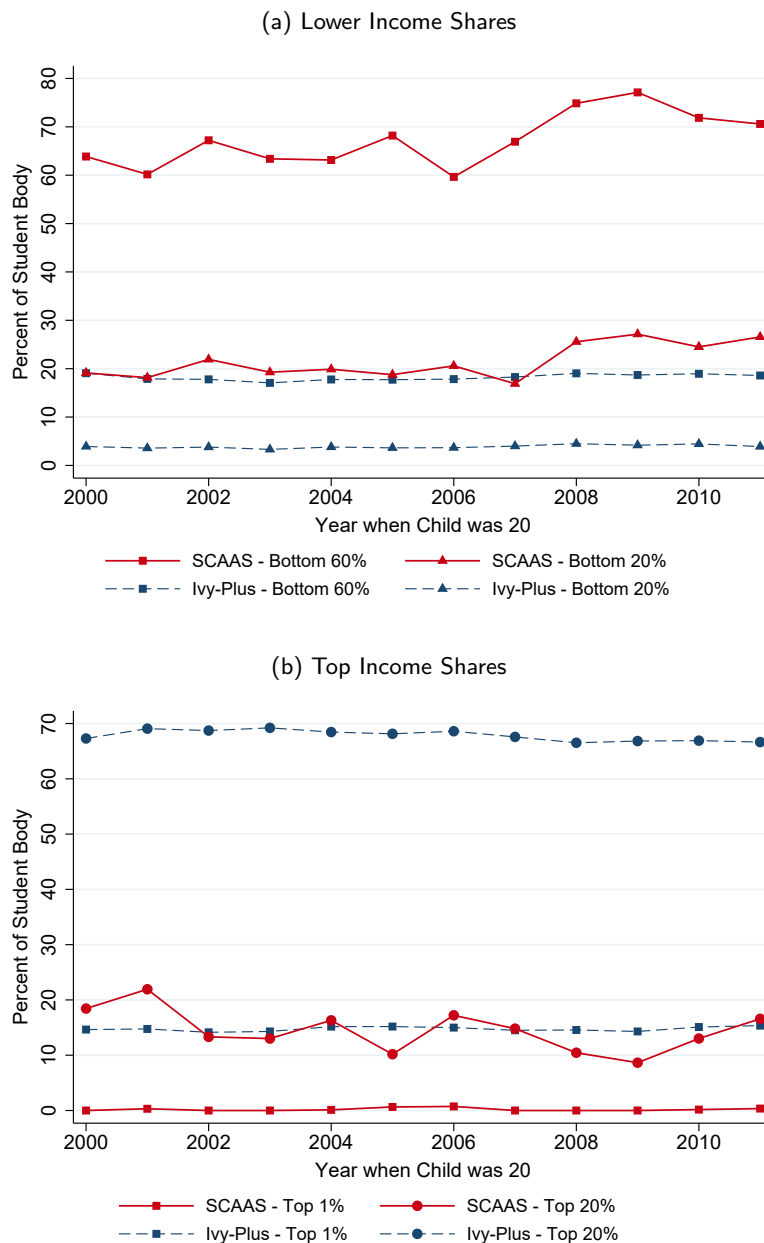 (a) Lower Income Shares
80
70
60
50
40
30
20
10
0
Percent of Student Body
2000 2002 2004 2006 2008 2010
Year when Child was 20
SCAAS - Bottom 60% SCAAS - Bottom 20%
Ivy-Plus - Bottom 60% Ivy-Plus - Bottom 20%
(b) Top Income Shares
70
60
50
40
30
20
10
0
Percent of Student Body
2000 2002 2004 2006 2008 2010
Year when Child was 20
SCAAS - Top 1% SCAAS - Top 20%
Ivy-Plus - Top 1% Ivy-Plus - Top 20%